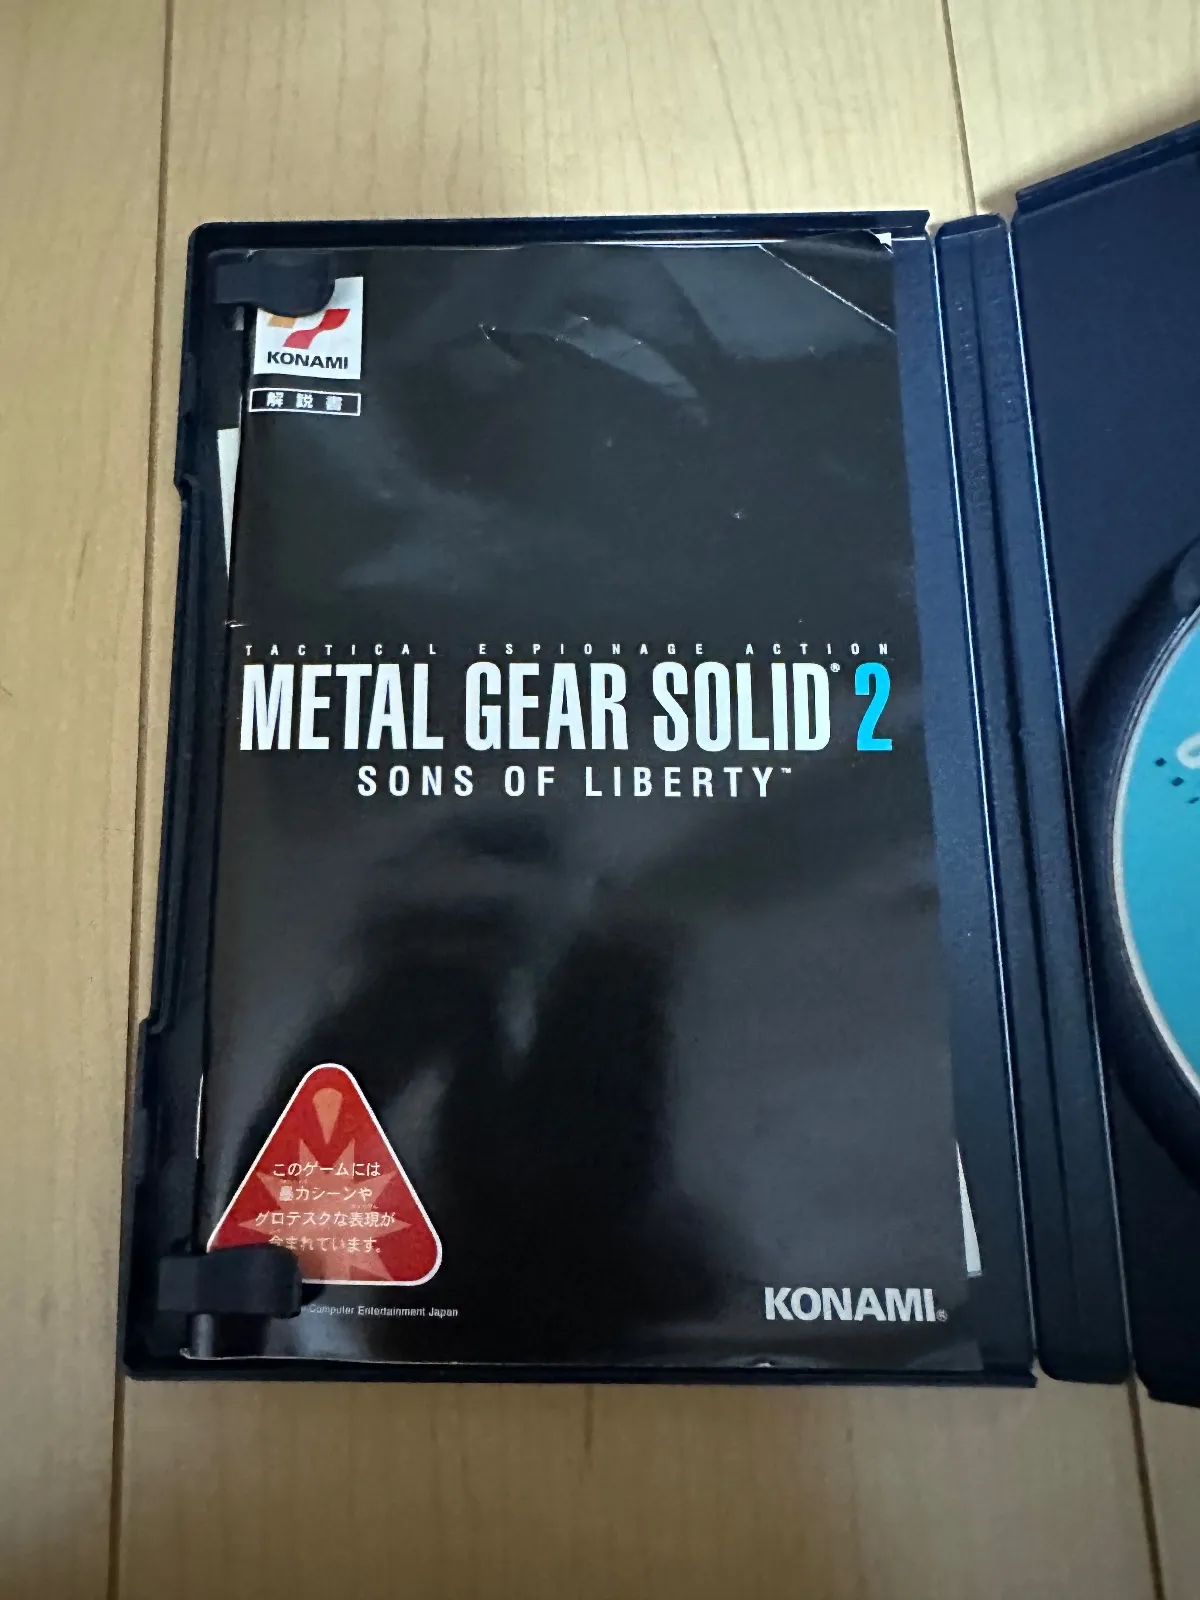 KONAMI
解説書
TACTICAL ESPIONAGE ACTION
METAL GEAR SOLID® 2
SONS OF LIBERTY™
このゲームには
暴力シーンや
グロテスクな表現が
含まれています。
Computer Entertainment Japan
KONAMI®